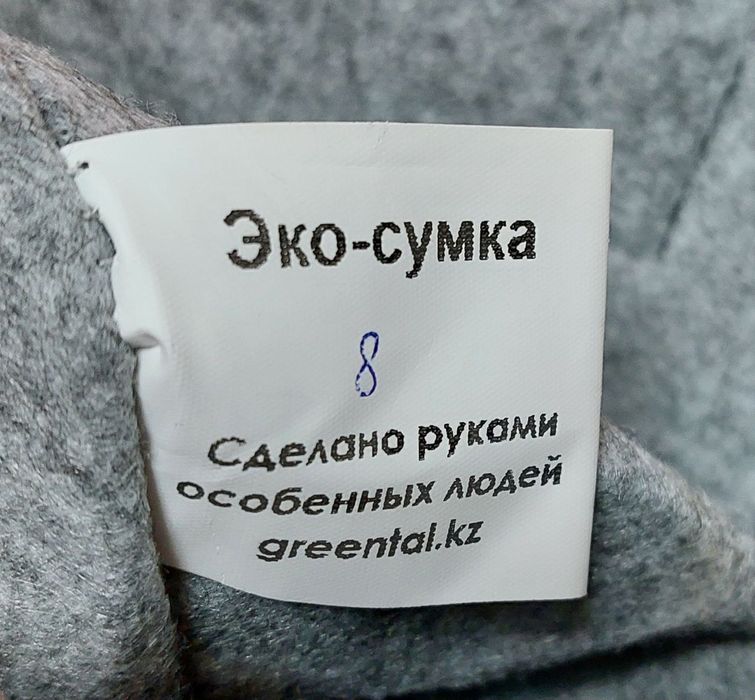 Эко-сумка
8
Сделано руками
особенных людей
greental.kz